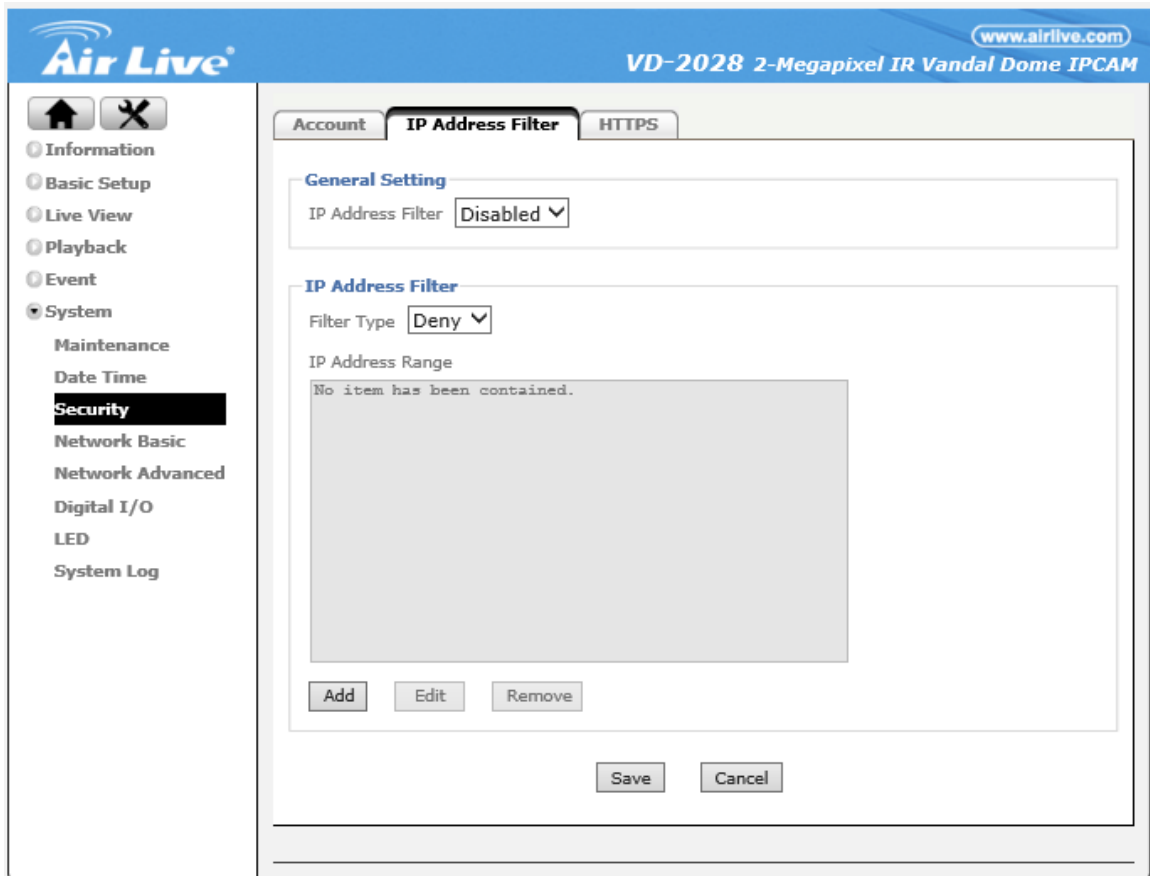 Air Live®
www.airlive.com
VD-2028 2-Megapixel IR Vandal Dome IPCAM
Information
Basic Setup
Live View
Playback
Event
System
Maintenance
Date Time
Security
Network Basic
Network Advanced
Digital I/O
LED
System Log
Account
IP Address Filter
HTTPS
General Setting
IP Address Filter Disabled
IP Address Filter
Filter Type Deny
IP Address Range
No item has been contained.
Add Edit Remove
Save Cancel